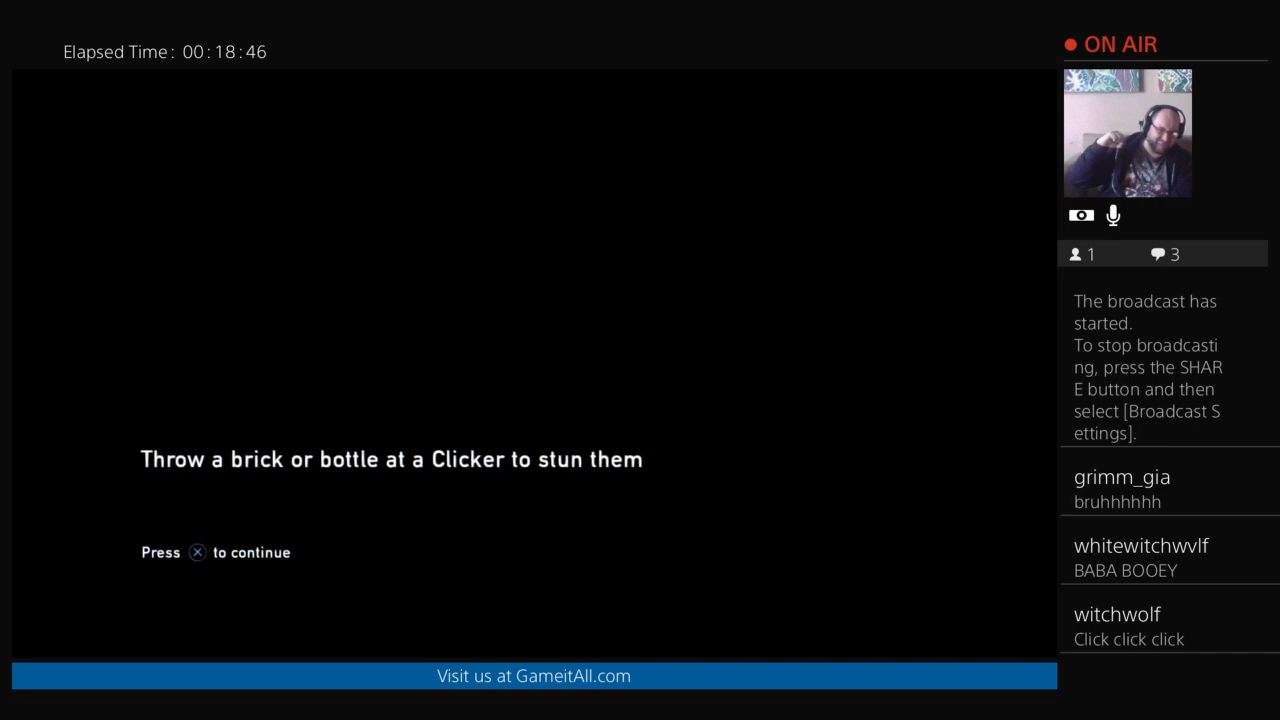 Elapsed Time: 00:18:46
ON AIR
1 3
The broadcast has
started.
To stop broadcasti
ng, press the SHAR
E button and then
select [Broadcast S
ettings].
grimm_gia
bruhhhhhh
whitewitchwvlf
BABA BOOEY
witchwolf
Click click click
Throw a brick or bottle at a Clicker to stun them
Press ⓧ to continue
Visit us at GameitAll.com